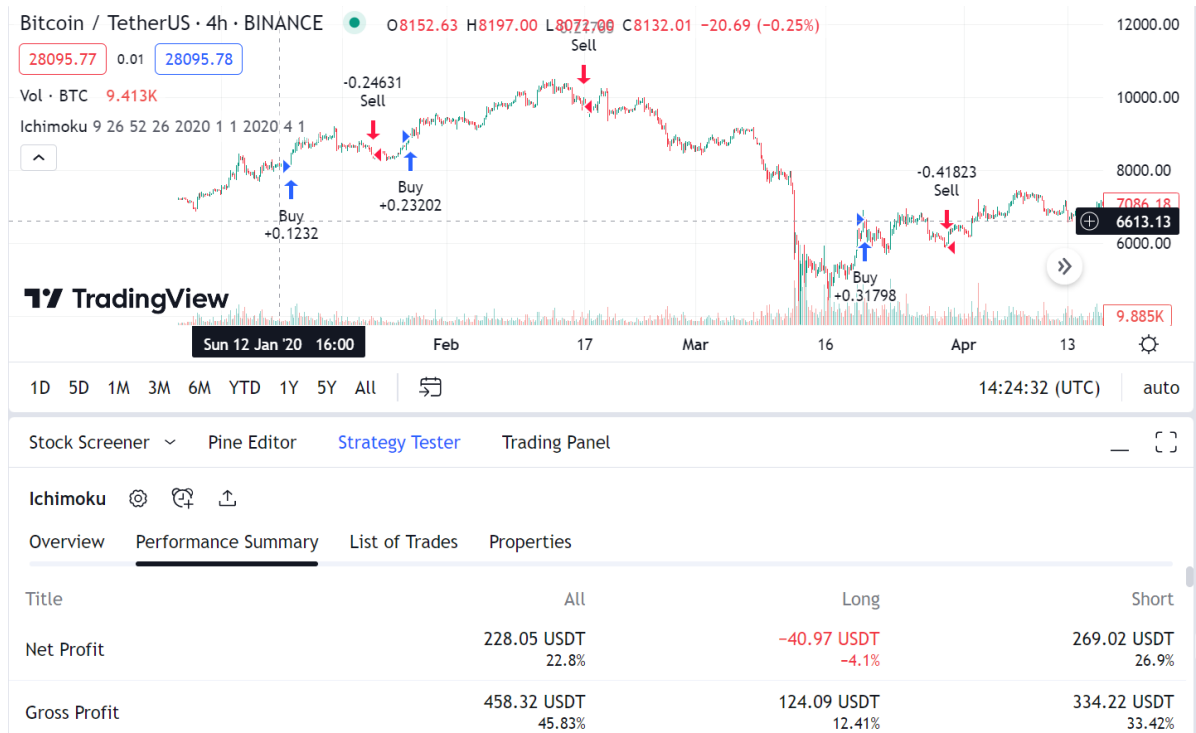 Bitcoin / TetherUS · 4h · BINANCE O8152.63 H8197.00 L8072.00 C8132.01 −20.69 (−0.25%)
12000.00
Sell
28095.77 0.01 28095.78
-0.24631
Sell
Vol · BTC 9.413K
10000.00
Ichimoku 9 26 52 26 2020 1 1 2020 4 1
8000.00
-0.41823
Sell
Buy
+0.23202
7086.18
Buy
+0.1232
6613.13
6000.00
Buy
+0.31798
TradingView
9.885K
Sun 12 Jan '20 16:00 Feb 17 Mar 16 Apr 13
1D 5D 1M 3M 6M YTD 1Y 5Y All 14:24:32 (UTC) auto
Stock Screener Pine Editor Strategy Tester Trading Panel
Ichimoku
Overview Performance Summary List of Trades Properties
Title All Long Short
Net Profit 228.05 USDT −40.97 USDT 269.02 USDT
22.8% −4.1% 26.9%
Gross Profit 458.32 USDT 124.09 USDT 334.22 USDT
45.83% 12.41% 33.42%